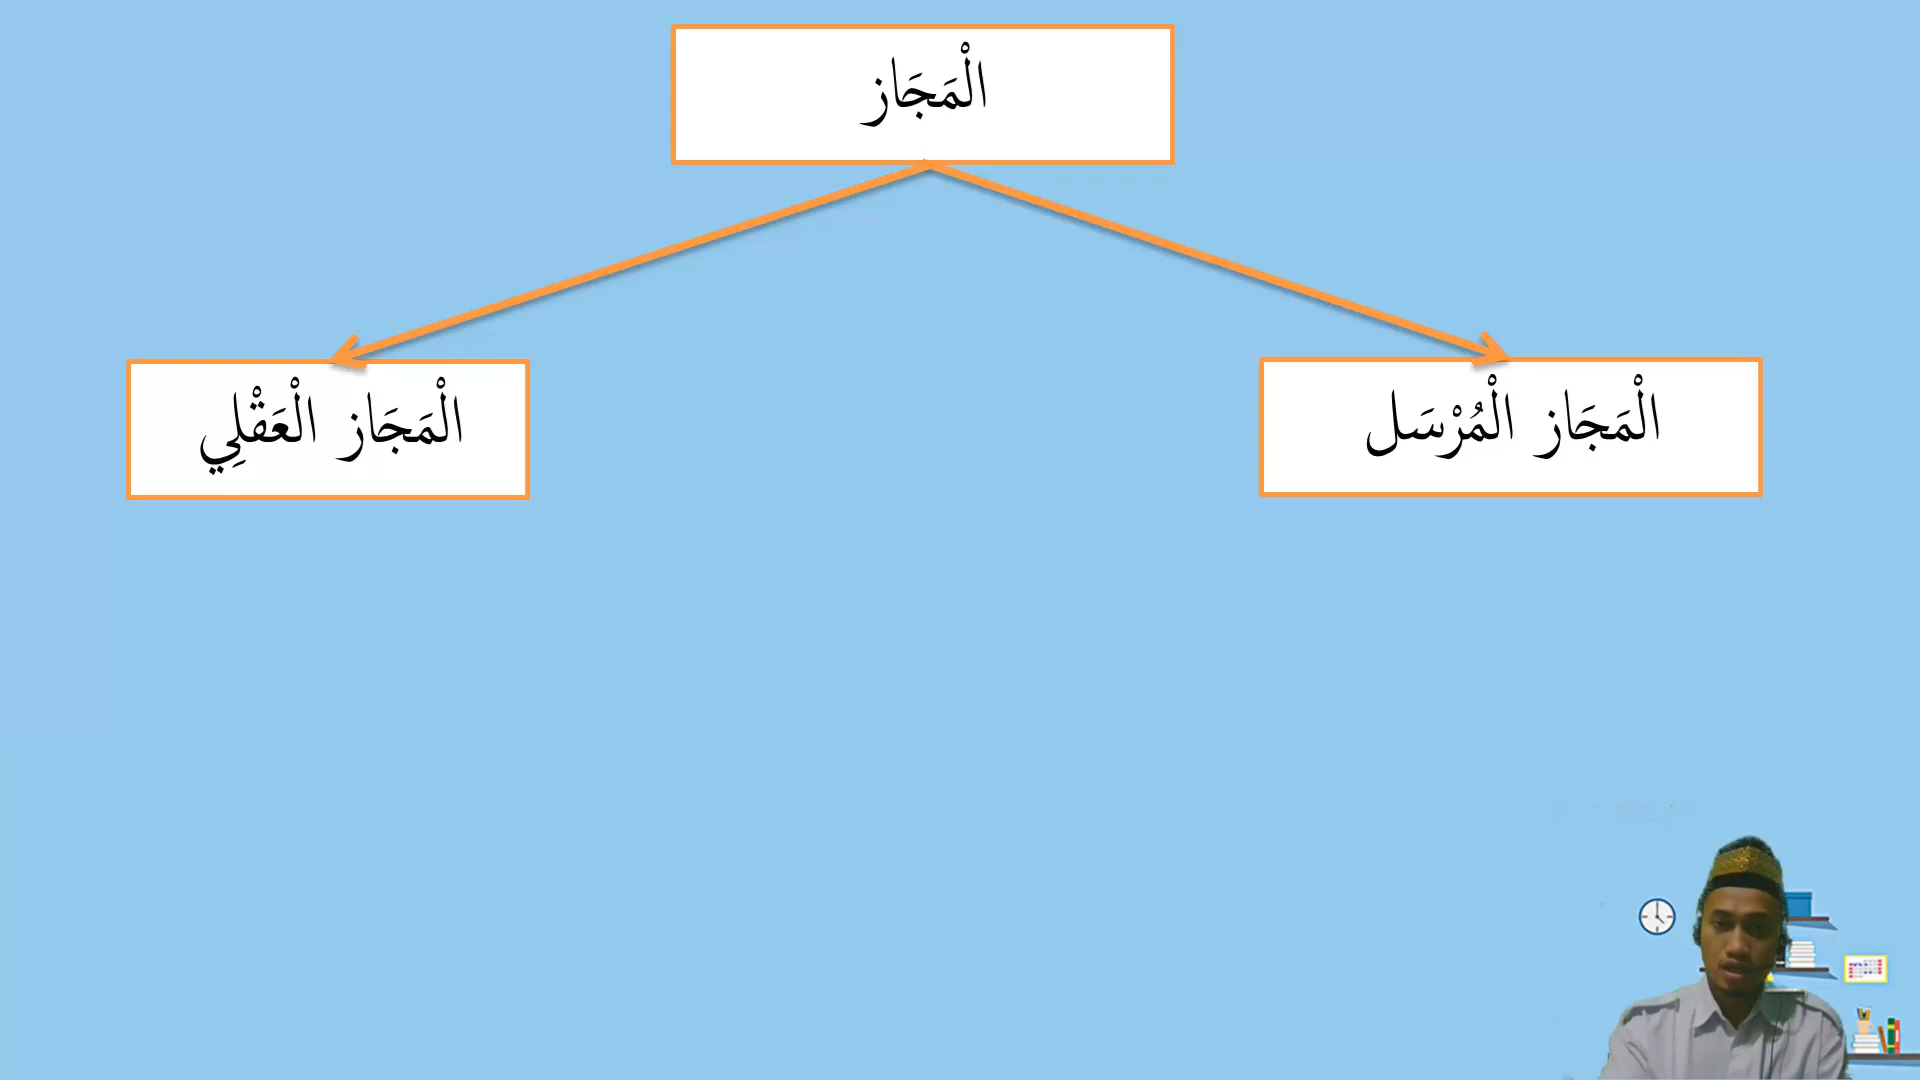 الْمَجَاز
الْمَجَاز الْمُرْسَل
الْمَجَاز الْعَقْلِي